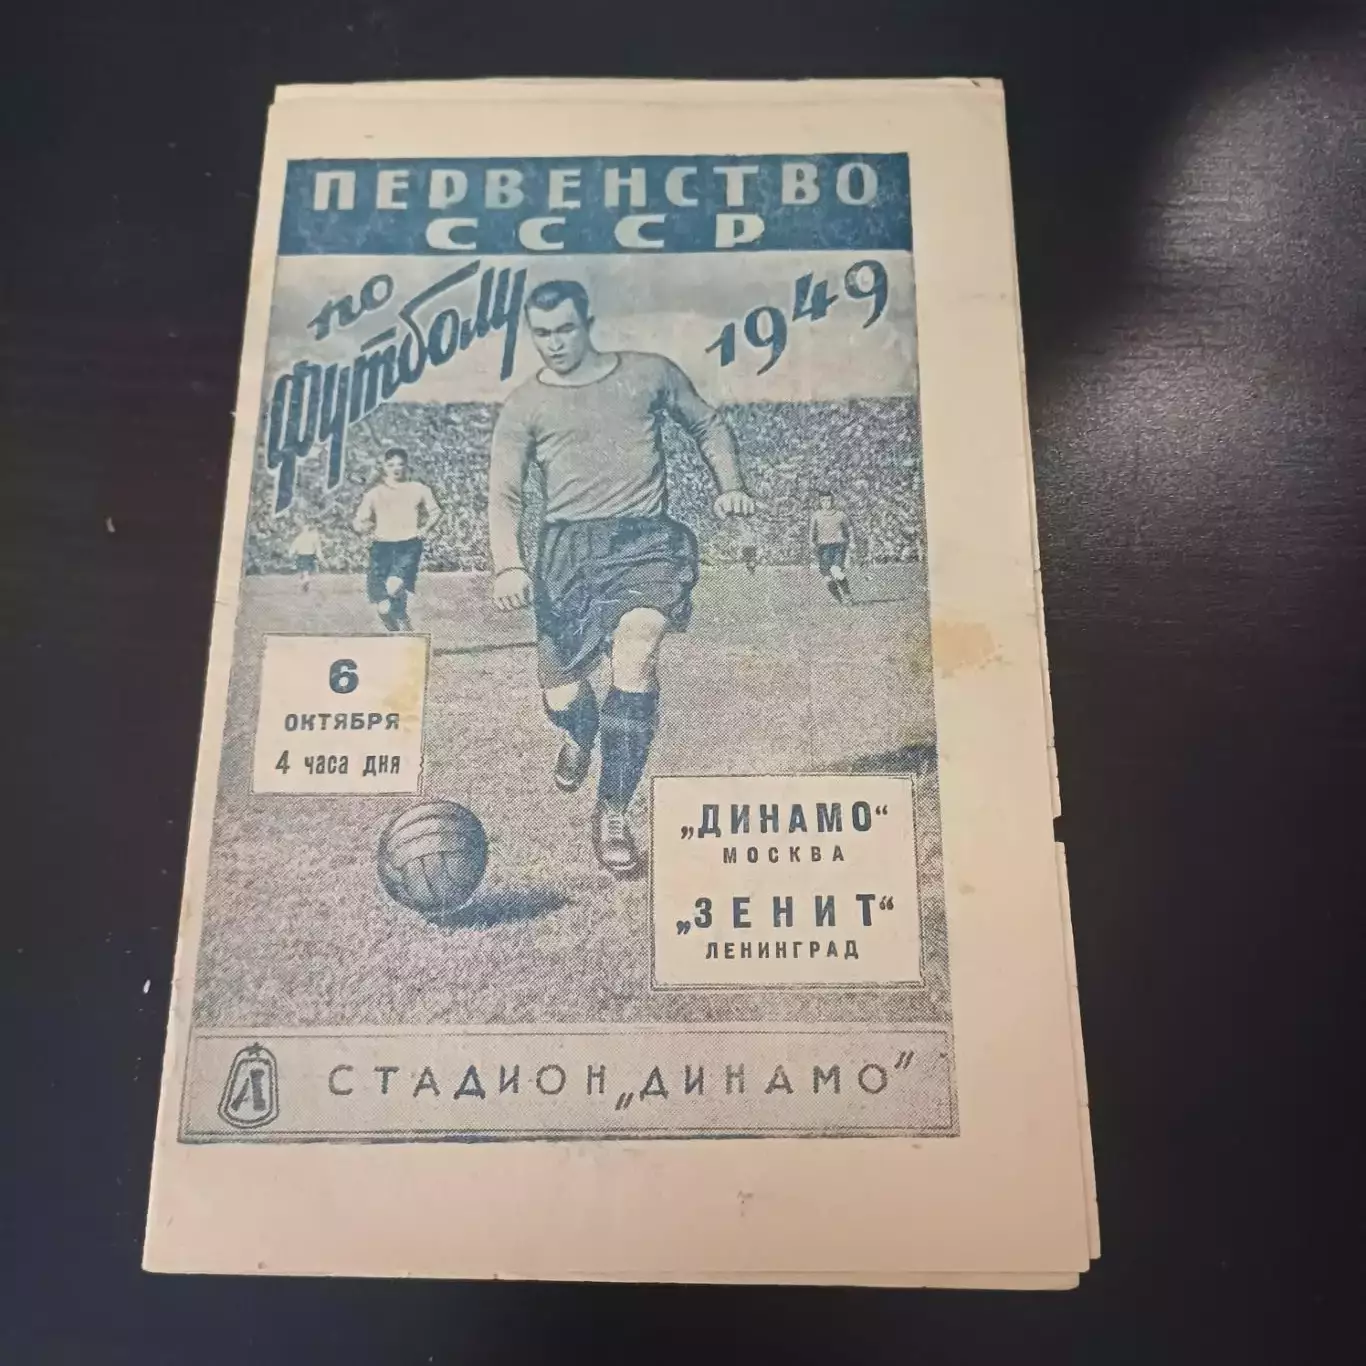 ПЕРВЕНСТВО
СССР
по
футболу
1949
6
ОКТЯБРЯ
4 часа дня
„ДИНАМО“
МОСКВА
„ЗЕНИТ“
ЛЕНИНГРАД
СТАДИОН „ДИНАМО”